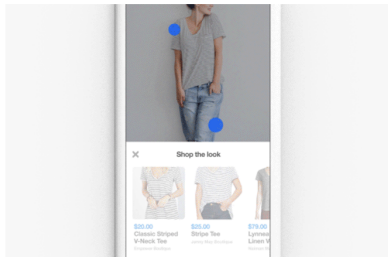 Shop the look
$20.00
Classic Striped
V-Neck Tee
$25.00
Stripe Tee
$79.00
Linen V